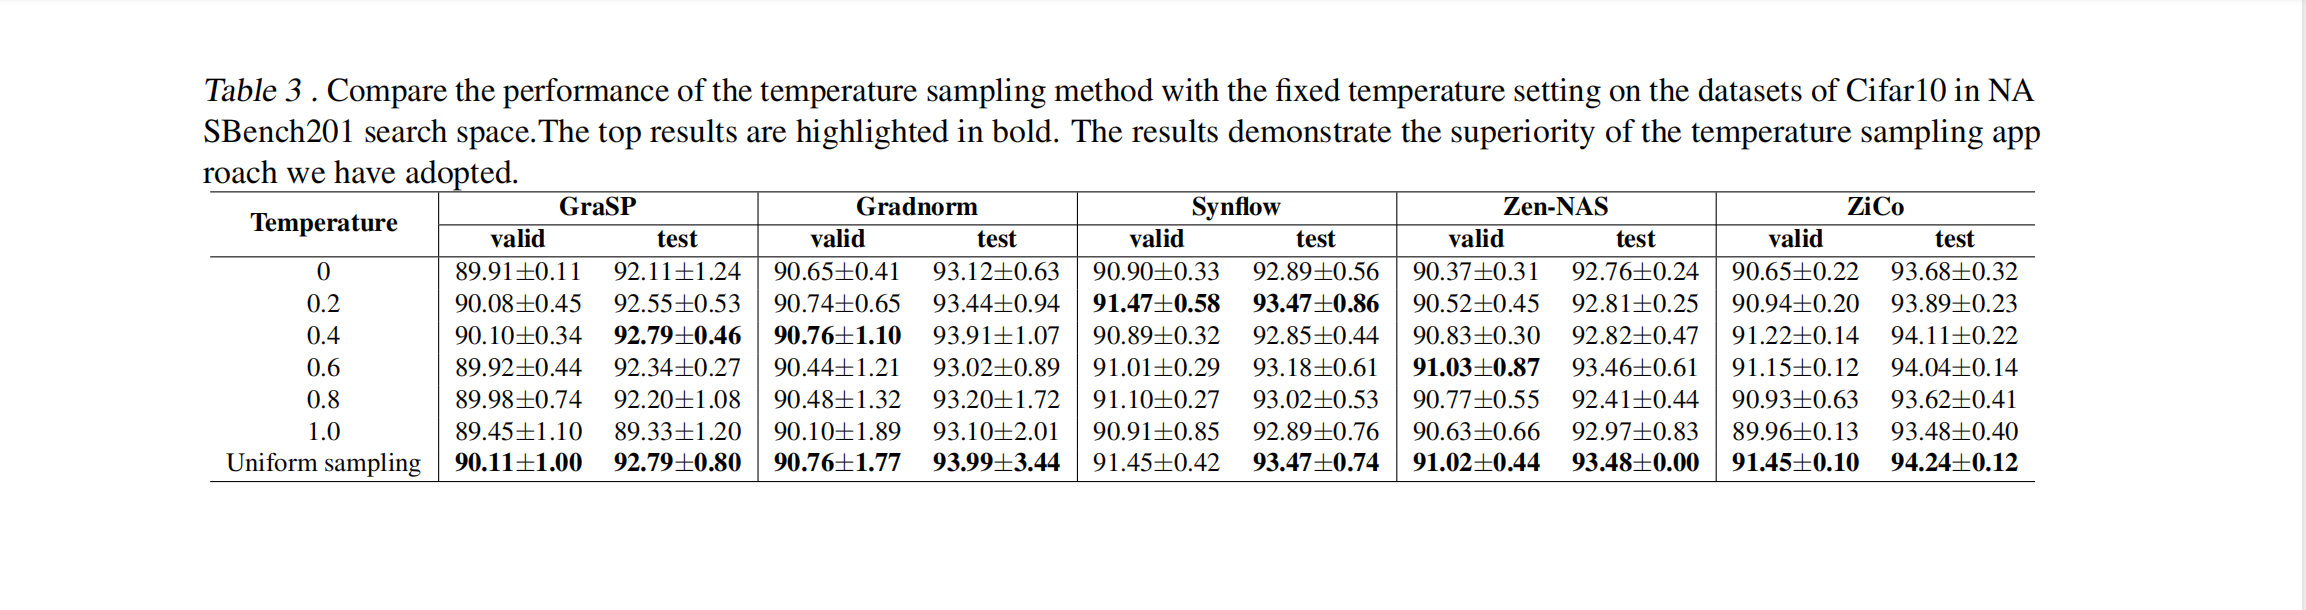 Table 3 . Compare the performance of the temperature sampling method with the fixed temperature setting on the datasets of Cifar10 in NA
SBench201 search space.The top results are highlighted in bold. The results demonstrate the superiority of the temperature sampling app
roach we have adopted.
Temperature GraSP Gradnorm Synflow Zen-NAS ZiCo
valid test valid test valid test valid test valid test
0 89.91±0.11 92.11±1.24 90.65±0.41 93.12±0.63 90.90±0.33 92.89±0.56 90.37±0.31 92.76±0.24 90.65±0.22 93.68±0.32
0.2 90.08±0.45 92.55±0.53 90.74±0.65 93.44±0.94 91.47±0.58 93.47±0.86 90.52±0.45 92.81±0.25 90.94±0.20 93.89±0.23
0.4 90.10±0.34 92.79±0.46 90.76±1.10 93.91±1.07 90.89±0.32 92.85±0.44 90.83±0.30 92.82±0.47 91.22±0.14 94.11±0.22
0.6 89.92±0.44 92.34±0.27 90.44±1.21 93.02±0.89 91.01±0.29 93.18±0.61 91.03±0.87 93.46±0.61 91.15±0.12 94.04±0.14
0.8 89.98±0.74 92.20±1.08 90.48±1.32 93.20±1.72 91.10±0.27 93.02±0.53 90.77±0.55 92.41±0.44 90.93±0.63 93.62±0.41
1.0 89.45±1.10 89.33±1.20 90.10±1.89 93.10±2.01 90.91±0.85 92.89±0.76 90.63±0.66 92.97±0.83 89.96±0.13 93.48±0.40
Uniform sampling 90.11±1.00 92.79±0.80 90.76±1.77 93.99±3.44 91.45±0.42 93.47±0.74 91.02±0.44 93.48±0.00 91.45±0.10 94.24±0.12